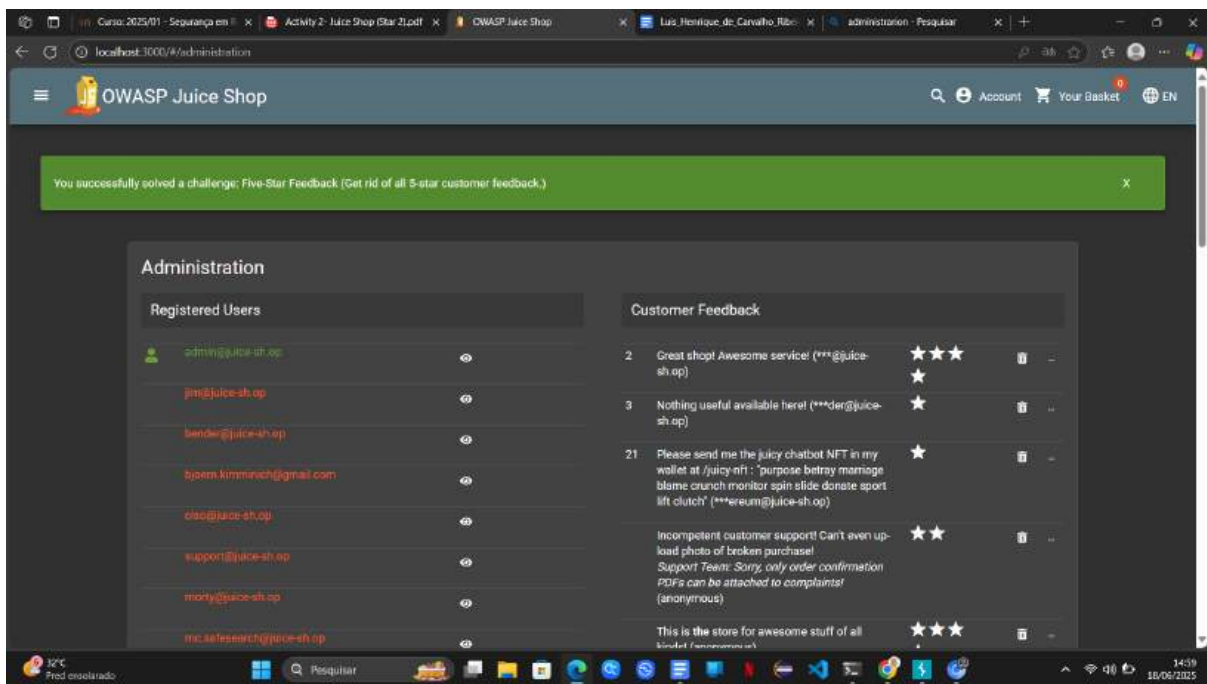 Curso: 2025/01 - Segurança em
Activity 2- Juice Shop (Star 2).pdf
OWASP Juice Shop
Luis_Henrique_de_Carvalho_Ribe
administration - Pesquisar
localhost:3000/#/administration
OWASP Juice Shop
Account
0
Your Basket
EN
You successfully solved a challenge: Five-Star Feedback (Get rid of all 5-star customer feedback.)
X
Administration
Registered Users
admin@juice-sh.op
jim@juice-sh.op
bender@juice-sh.op
bjoern.kimminich@gmail.com
ciso@juice-sh.op
support@juice-sh.op
morty@juice-sh.op
mc.safesearch@juice-sh.op
Customer Feedback
2 Great shop! Awesome service! (***@juice-
sh.op)
3 Nothing useful available here! (***der@juice-
sh.op)
21 Please send me the juicy chatbot NFT in my
wallet at /juicy-nft : "purpose betray marriage
blame crunch monitor spin slide donate sport
lift clutch" (***ereum@juice-sh.op)
Incompetent customer support! Can't even up-
load photo of broken purchase!
Support Team: Sorry, only order confirmation
PDFs can be attached to complaints!
(anonymous)
This is the store for awesome stuff of all
kinds! (anonymous)
32°C
Pred ensolarado
Pesquisar
14:59
18/06/2025